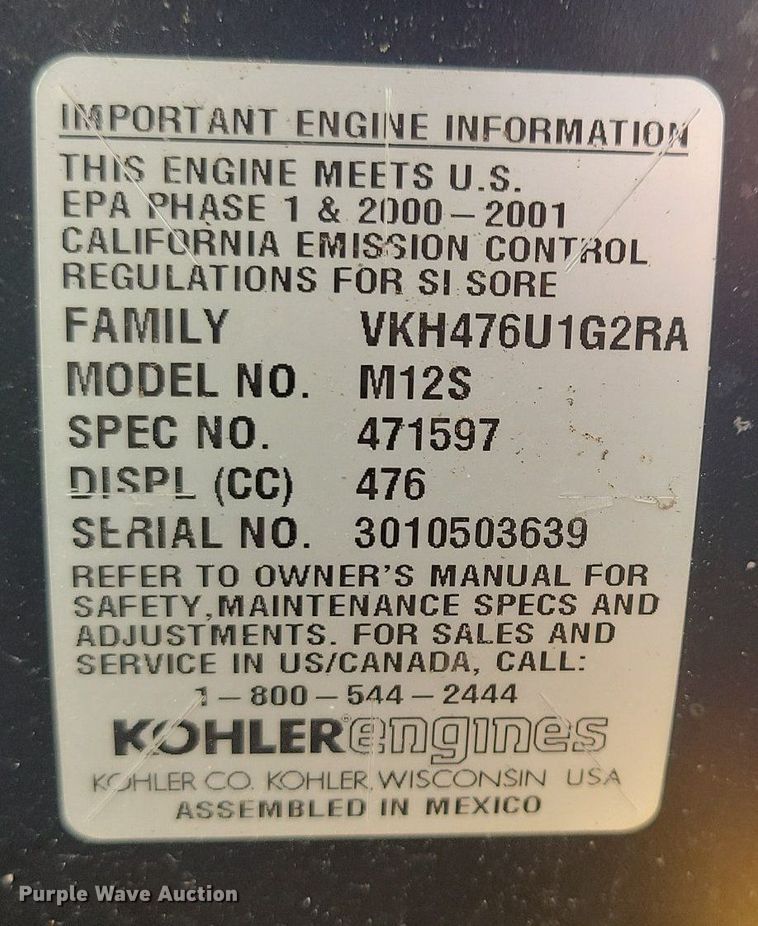 IMPORTANT ENGINE INFORMATION
THIS ENGINE MEETS U.S.
EPA PHASE 1 & 2000–2001
CALIFORNIA EMISSION CONTROL
REGULATIONS FOR SI SORE
FAMILY VKH476U1G2RA
MODEL NO. M12S
SPEC NO. 471597
DISPL (CC) 476
SERIAL NO. 3010503639
REFER TO OWNER'S MANUAL FOR
SAFETY, MAINTENANCE SPECS AND
ADJUSTMENTS. FOR SALES AND
SERVICE IN US/CANADA, CALL:
1–800–544–2444
KOHLER® engines
KOHLER CO. KOHLER, WISCONSIN USA
ASSEMBLED IN MEXICO
Purple Wave Auction